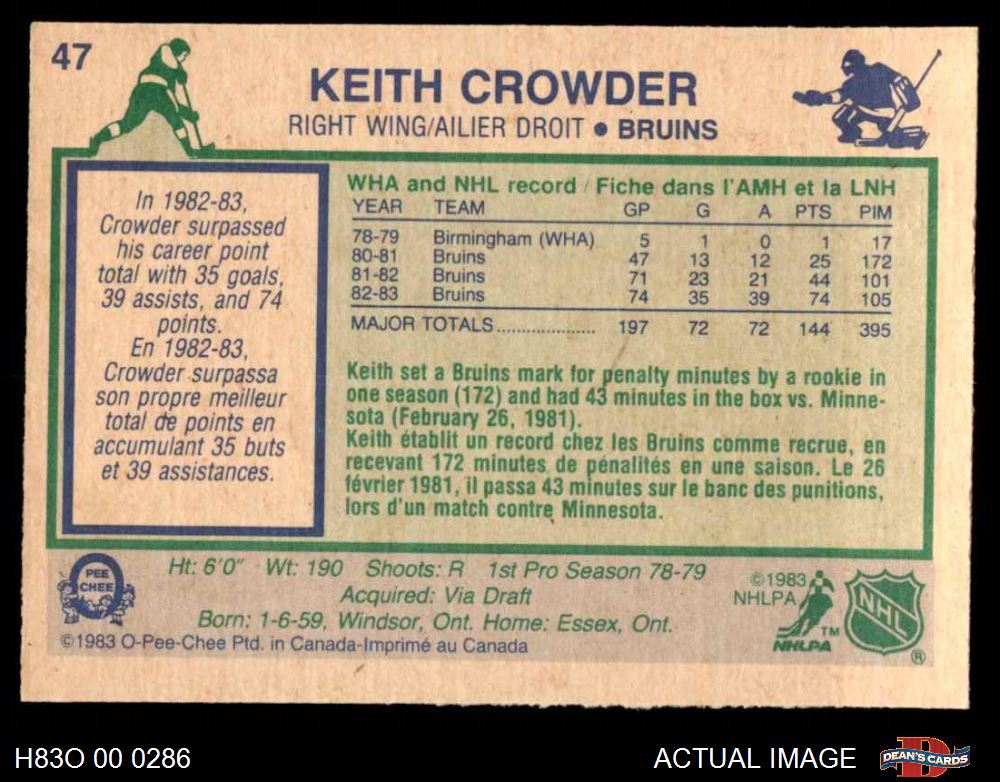 47
KEITH CROWDER
RIGHT WING/AILIER DROIT • BRUINS
In 1982-83,
Crowder surpassed
his career point
total with 35 goals,
39 assists, and 74
points.
En 1982-83,
Crowder surpassa
son propre meilleur
total de points en
accumulant 35 buts
et 39 assistances.
WHA and NHL record / Fiche dans l'AMH et la LNH
YEAR TEAM GP G A PTS PIM
78-79 Birmingham (WHA) 5 1 0 1 17
80-81 Bruins 47 13 12 25 172
81-82 Bruins 71 23 21 44 101
82-83 Bruins 74 35 39 74 105
MAJOR TOTALS.................... 197 72 72 144 395
Keith set a Bruins mark for penalty minutes by a rookie in
one season (172) and had 43 minutes in the box vs. Minne-
sota (February 26, 1981).
Keith établit un record chez les Bruins comme recrue, en
recevant 172 minutes de pénalités en une saison. Le 26
février 1981, il passa 43 minutes sur le banc des punitions,
lors d'un match contre Minnesota.
PEE
CHEE
Ht: 6'0" Wt: 190 Shoots: R 1st Pro Season 78-79
Acquired: Via Draft
Born: 1-6-59, Windsor, Ont. Home: Essex, Ont.
©1983 O-Pee-Chee Ptd. in Canada-Imprimé au Canada
©1983
NHLPA
TM
NHLPA
NHL
®
H83O 00 0286
ACTUAL IMAGE
DEAN'S CARDS